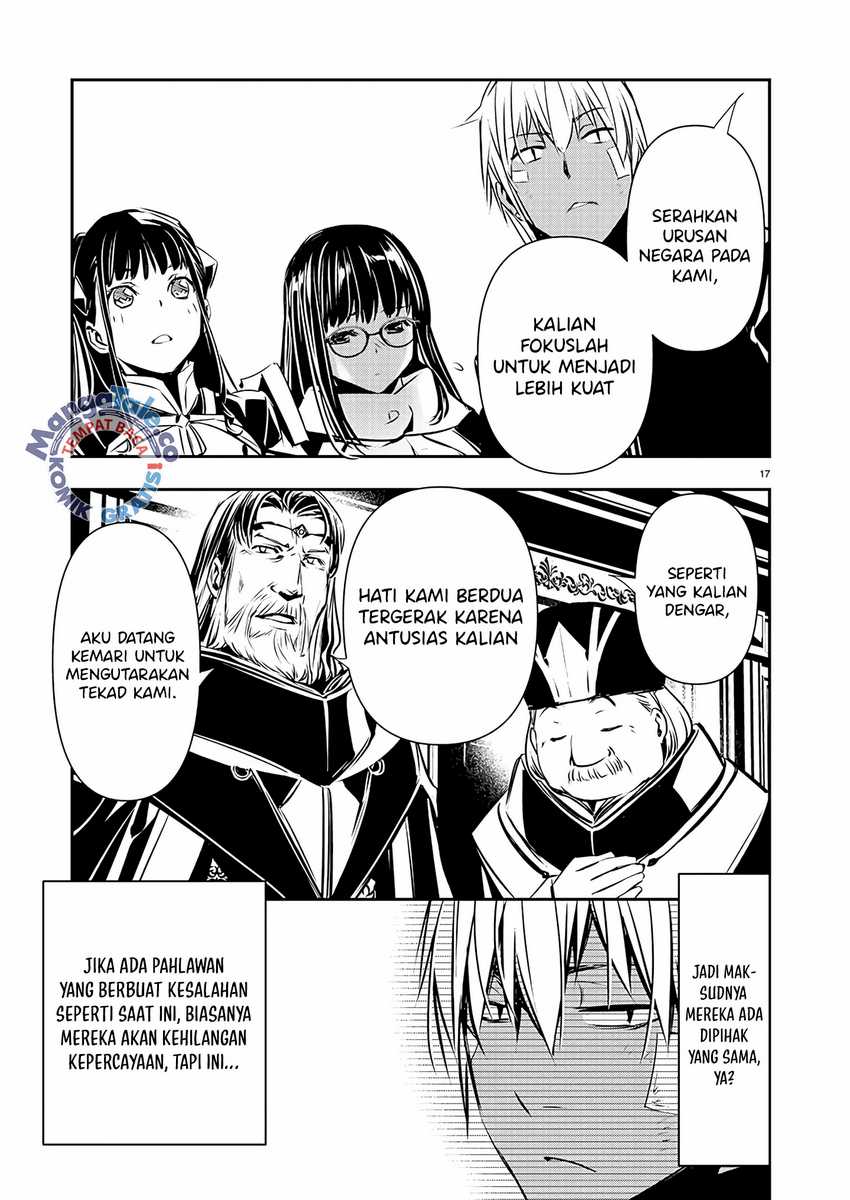 SERAHKAN
URUSAN
NEGARA PADA
KAMI,
KALIAN
FOKUSLAH
UNTUK MENJADI
LEBIH KUAT
MangaTale.co
TEMPAT BACA
KOMIK GRATIS!
17
SEPERTI
YANG KALIAN
DENGAR,
HATI KAMI BERDUA
TERGERAK KARENA
ANTUSIAS KALIAN
AKU DATANG
KEMARI UNTUK
MENGUTARAKAN
TEKAD KAMI.
JADI MAK-
SUDNYA
MEREKA ADA
DIPIHAK
YANG SAMA,
YA?
JIKA ADA PAHLAWAN
YANG BERBUAT KESALAHAN
SEPERTI SAAT INI, BIASANYA
MEREKA AKAN KEHILANGAN
KEPERCAYAAN, TAPI INI...